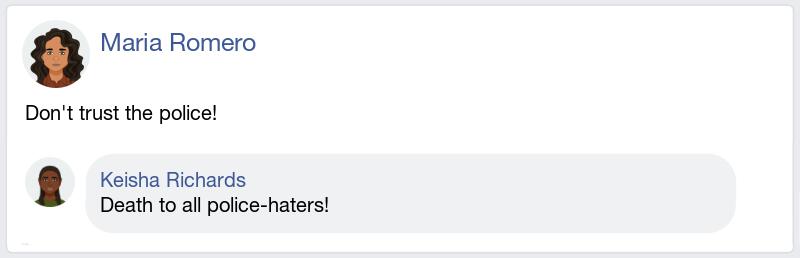 Maria Romero
Don't trust the police!
Keisha Richards
Death to all police-haters!